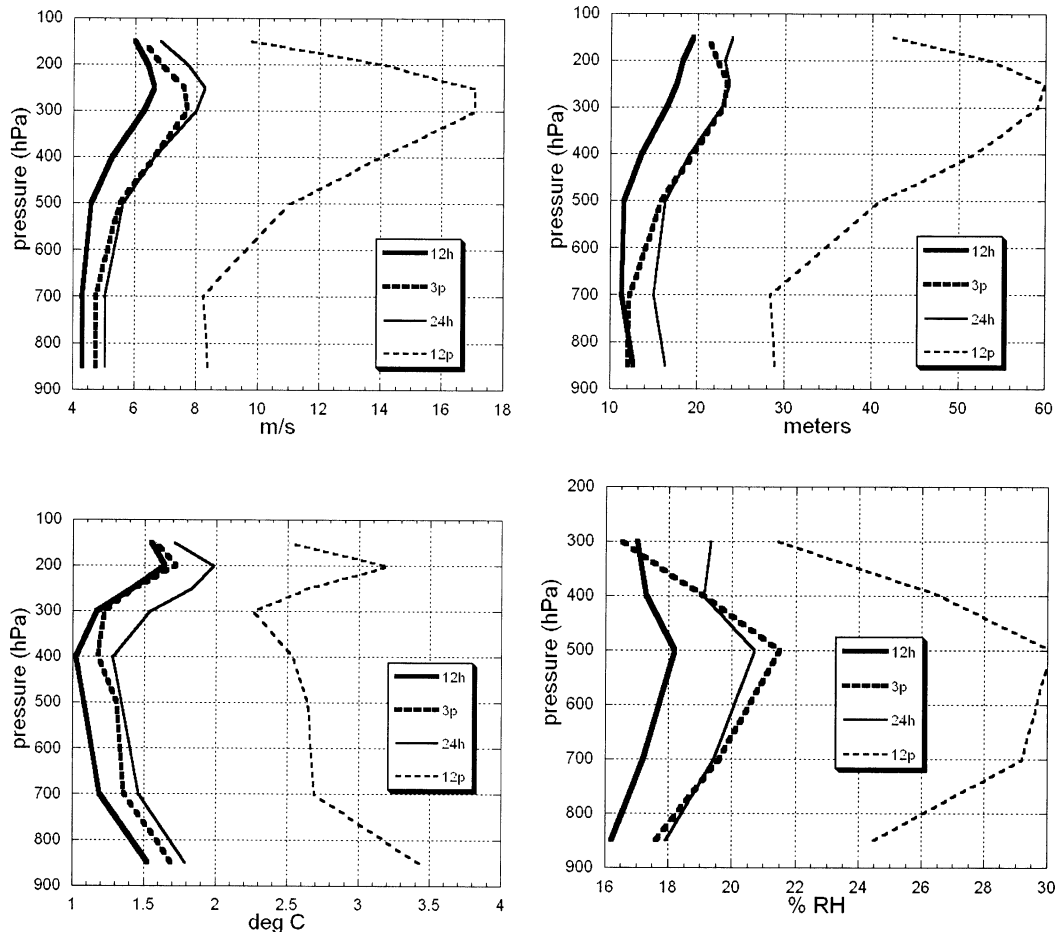 100
200
300
400
500
600
700
800
900
pressure (hPa)
12h
3p
24h
12p
4 6 8 10 12 14 16 18
m/s
100
200
300
400
500
600
700
800
900
pressure (hPa)
12h
3p
24h
12p
10 20 30 40 50 60
meters
100
200
300
400
500
600
700
800
900
pressure (hPa)
12h
3p
24h
12p
1 1.5 2 2.5 3 3.5 4
deg C
200
300
400
500
600
700
800
900
pressure (hPa)
12h
3p
24h
12p
16 18 20 22 24 26 28 30
% RH